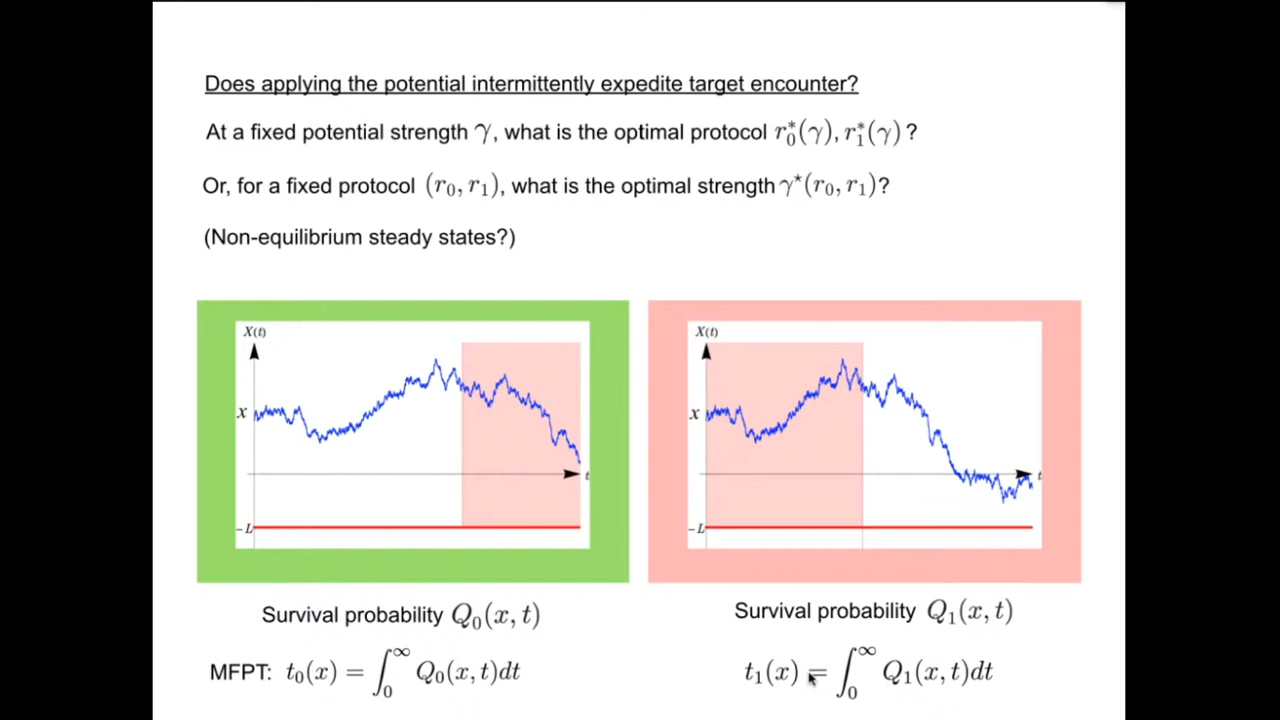 Does applying the potential intermittently expedite target encounter?
At a fixed potential strength γ, what is the optimal protocol r₀*(γ), r₁*(γ) ?
Or, for a fixed protocol (r₀, r₁), what is the optimal strength γ*(r₀, r₁)?
(Non-equilibrium steady states?)
X(t)
x
−L
t
X(t)
x
−L
t
Survival probability Q₀(x, t)
MFPT: t₀(x) = ∫₀^∞ Q₀(x, t)dt
Survival probability Q₁(x, t)
t₁(x) = ∫₀^∞ Q₁(x, t)dt